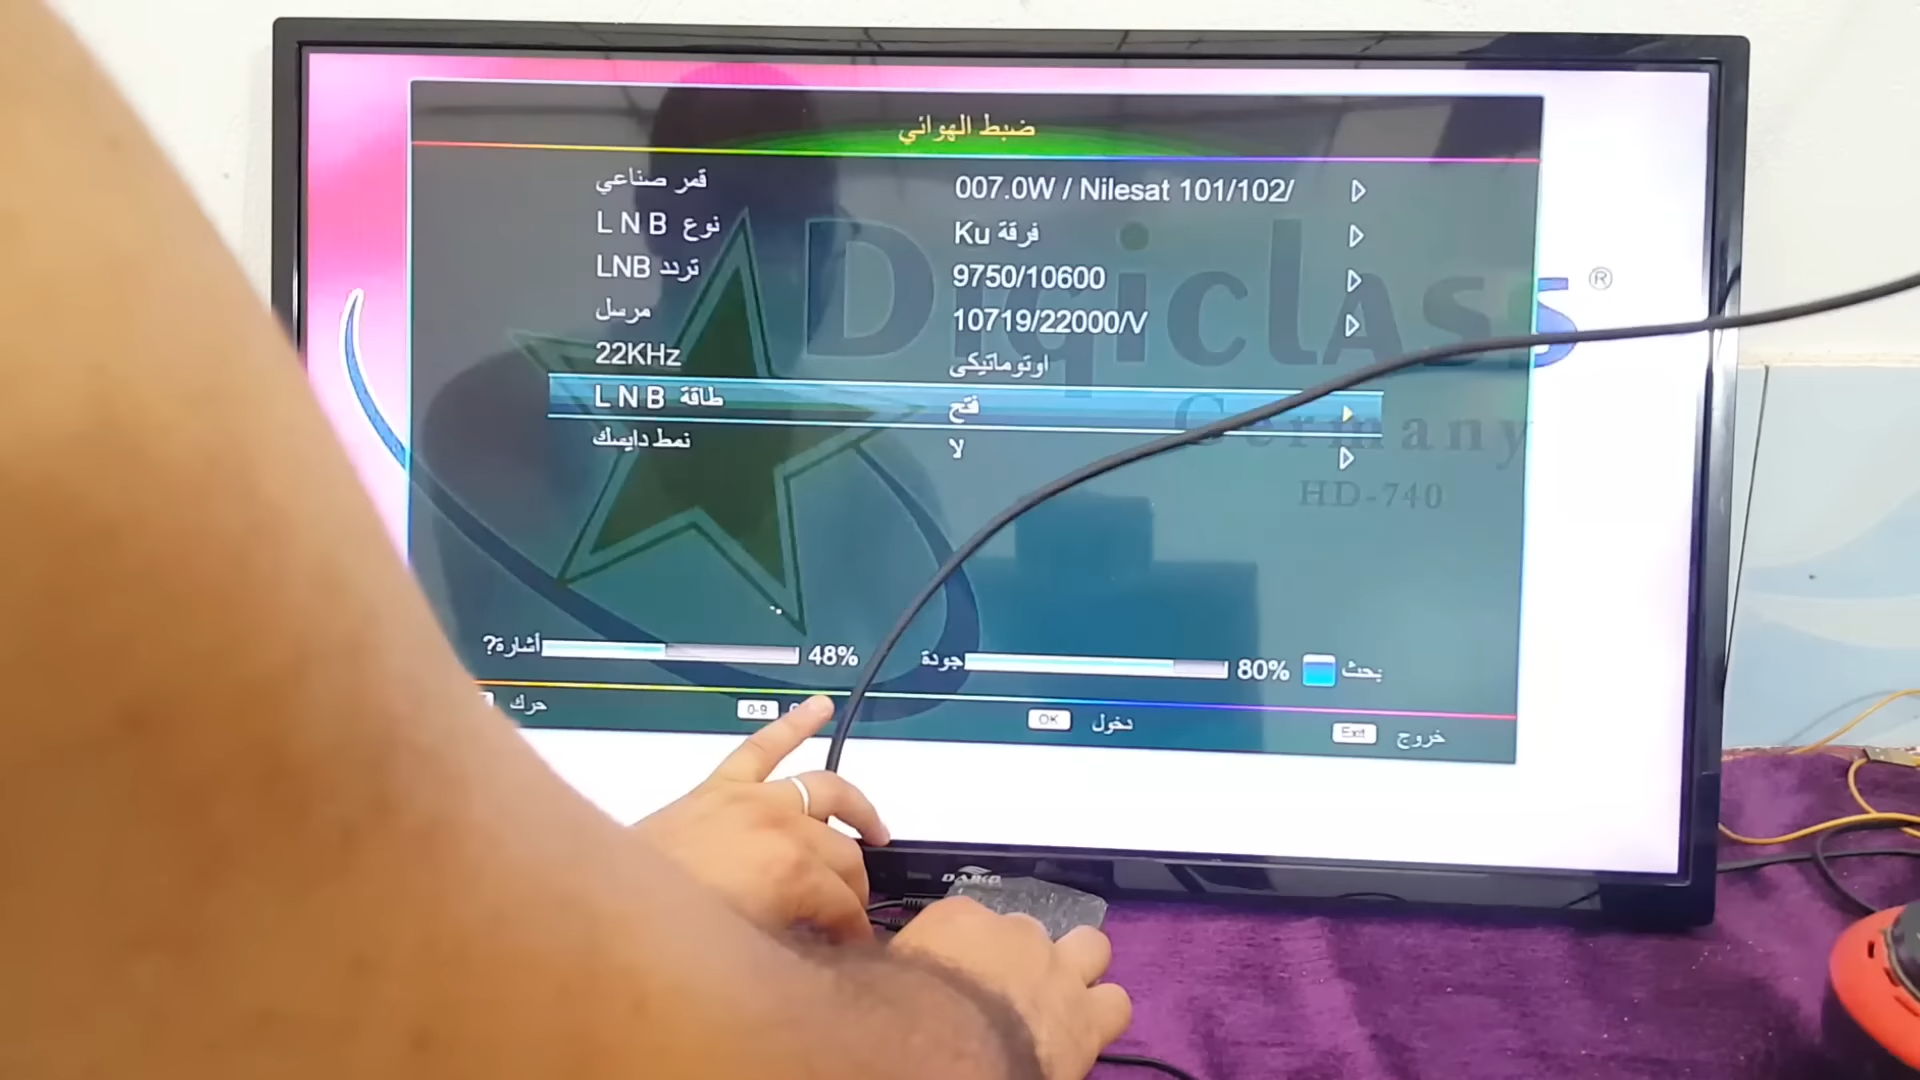 ضبط الهوائي
قمر صناعي 007.0W / Nilesat 101/102/
نوع LNB فرقة Ku
تردد LNB 9750/10600
مرسل 10719/22000/V
22KHz اوتوماتيكى
طاقة LNB فتح
نمط دايسك لا
Digiclass ®
Germany
HD-740
أشارة? 48% جودة 80% بحث
حرك 0-9 OK دخول Exit خروج